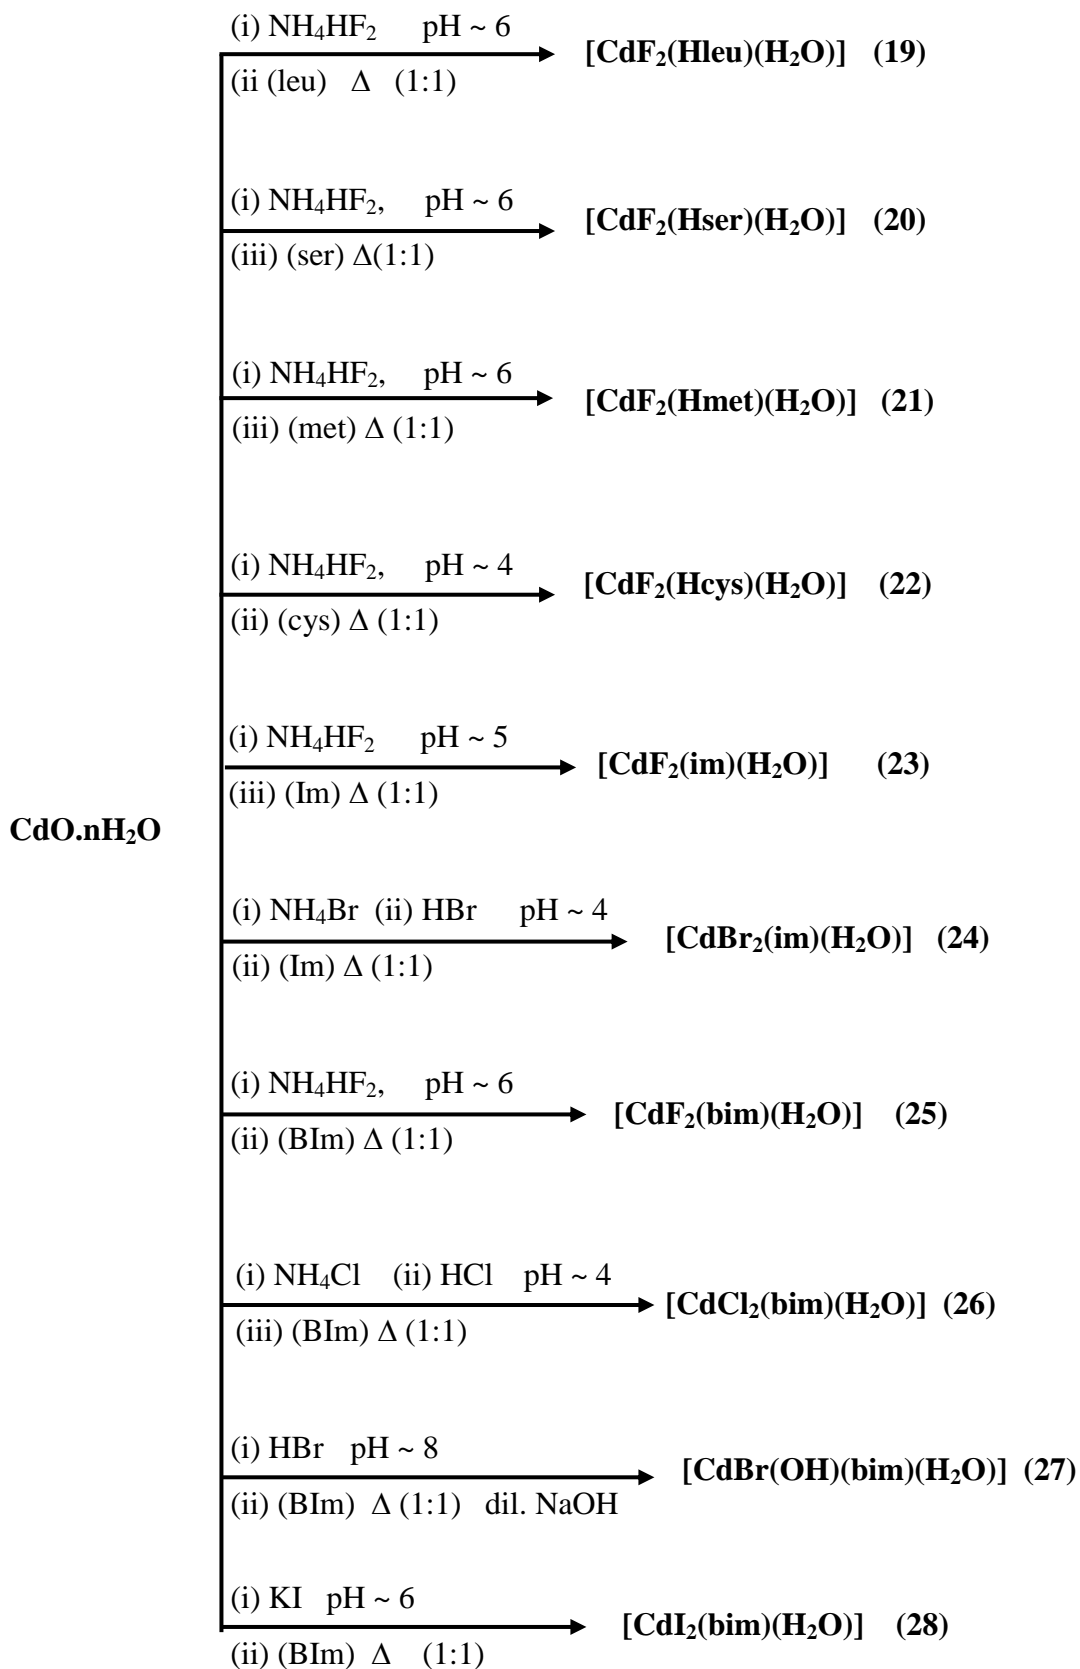 (i) NH₄HF₂ pH ~ 6
[CdF₂(Hleu)(H₂O)] (19)
(ii (leu) Δ (1:1)
(i) NH₄HF₂, pH ~ 6
[CdF₂(Hser)(H₂O)] (20)
(iii) (ser) Δ(1:1)
(i) NH₄HF₂, pH ~ 6
[CdF₂(Hmet)(H₂O)] (21)
(iii) (met) Δ (1:1)
(i) NH₄HF₂, pH ~ 4
[CdF₂(Hcys)(H₂O)] (22)
(ii) (cys) Δ (1:1)
(i) NH₄HF₂ pH ~ 5
[CdF₂(im)(H₂O)] (23)
(iii) (Im) Δ (1:1)
CdO.nH₂O
(i) NH₄Br (ii) HBr pH ~ 4
[CdBr₂(im)(H₂O)] (24)
(ii) (Im) Δ (1:1)
(i) NH₄HF₂, pH ~ 6
[CdF₂(bim)(H₂O)] (25)
(ii) (BIm) Δ (1:1)
(i) NH₄Cl (ii) HCl pH ~ 4
[CdCl₂(bim)(H₂O)] (26)
(iii) (BIm) Δ (1:1)
(i) HBr pH ~ 8
[CdBr(OH)(bim)(H₂O)] (27)
(ii) (BIm) Δ (1:1) dil. NaOH
(i) KI pH ~ 6
[CdI₂(bim)(H₂O)] (28)
(ii) (BIm) Δ (1:1)